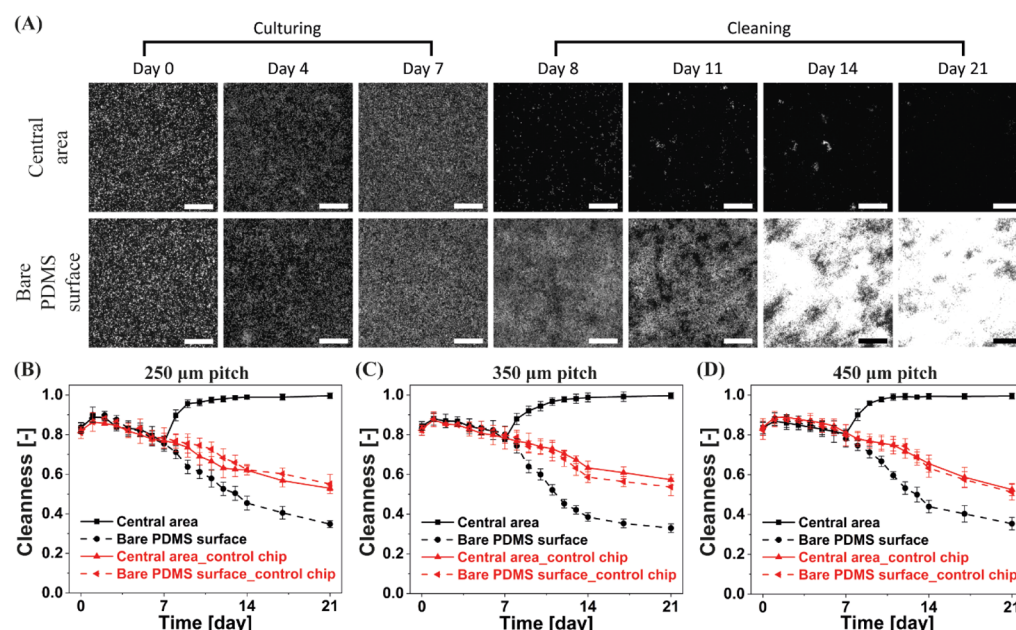 (A)
Culturing
Cleaning
Day 0 Day 4 Day 7 Day 8 Day 11 Day 14 Day 21
Central
area
Bare
PDMS
surface
(B) 250 μm pitch
Cleanness [-]
1.0
0.8
0.6
0.4
0.2
0.0
Central area
Bare PDMS surface
Central area_control chip
Bare PDMS surface_control chip
0 7 14 21
Time [day]
(C) 350 μm pitch
Cleanness [-]
1.0
0.8
0.6
0.4
0.2
0.0
Central area
Bare PDMS surface
Central area_control chip
Bare PDMS surface_control chip
0 7 14 21
Time [day]
(D) 450 μm pitch
Cleanness [-]
1.0
0.8
0.6
0.4
0.2
0.0
Central area
Bare PDMS surface
Central area_control chip
Bare PDMS surface_control chip
0 7 14 21
Time [day]